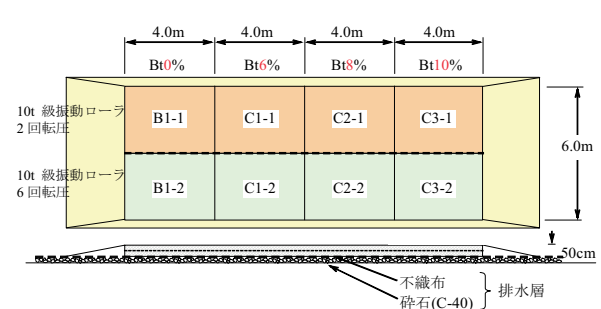 4.0m 4.0m 4.0m 4.0m
Bt0% Bt6% Bt8% Bt10%
10t 級振動ローラ
2 回転圧
B1-1 C1-1 C2-1 C3-1
6.0m
10t 級振動ローラ
6 回転圧
B1-2 C1-2 C2-2 C3-2
50cm
不織布
砕石(C-40)
排水層